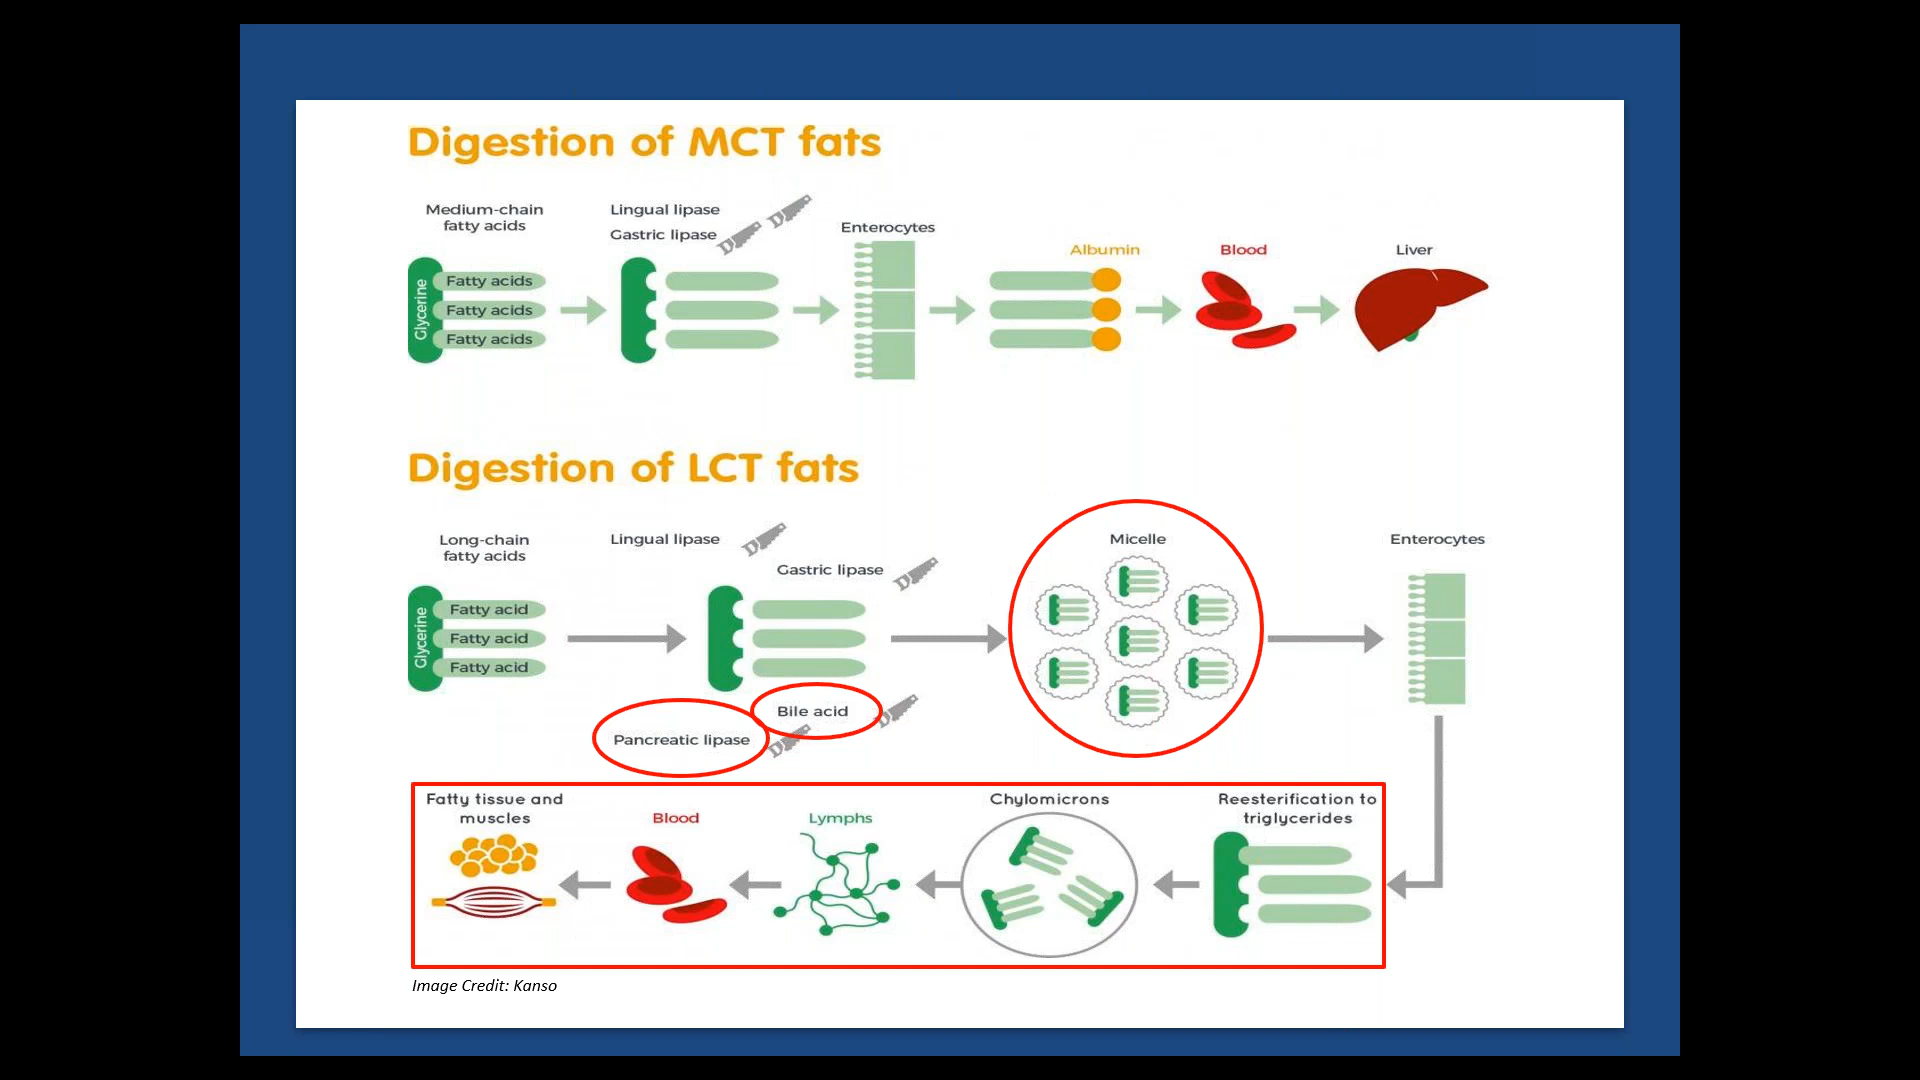 Digestion of MCT fats
Medium-chain
fatty acids
Lingual lipase
Gastric lipase
Enterocytes
Albumin
Blood
Liver
Glycerine
Fatty acids
Fatty acids
Fatty acids
Digestion of LCT fats
Long-chain
fatty acids
Lingual lipase
Gastric lipase
Micelle
Enterocytes
Glycerine
Fatty acid
Fatty acid
Fatty acid
Bile acid
Pancreatic lipase
Fatty tissue and
muscles
Blood
Lymphs
Chylomicrons
Reesterification to
triglycerides
Image Credit: Kanso